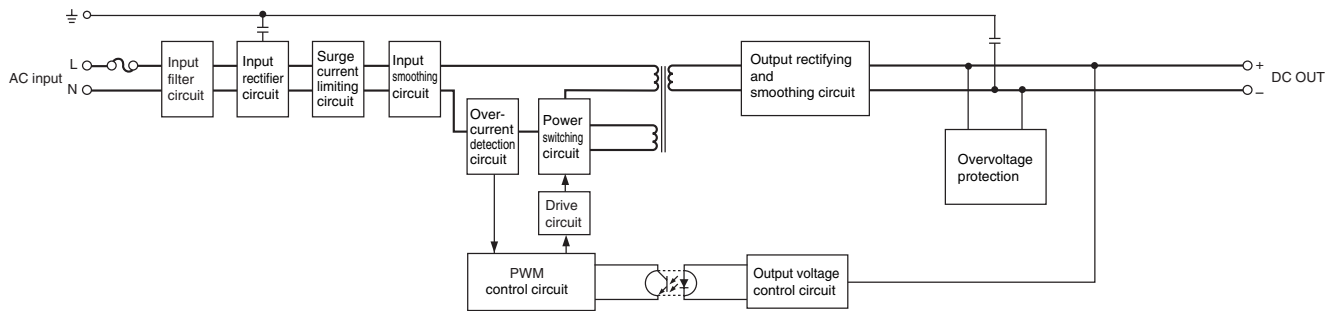 AC input
L
N
Input
filter
circuit
Input
rectifier
circuit
Surge
current
limiting
circuit
Input
smoothing
circuit
Over-
current
detection
circuit
Power
switching
circuit
Drive
circuit
PWM
control circuit
Output rectifying
and
smoothing circuit
Overvoltage
protection
Output voltage
control circuit
+
DC OUT
–